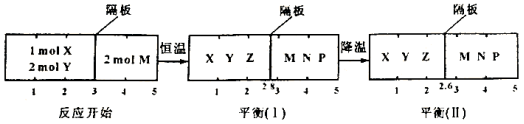 隔板 隔板 隔板
1 mol X 2 mol Y 2 mol M 恒温 X Y Z M N P 降温 X Y Z M N P
1 2 3 4 5 1 2 2.8 3 4 5 1 2 2.6 3 4 5
反应开始 平衡(Ⅰ) 平衡(Ⅱ)